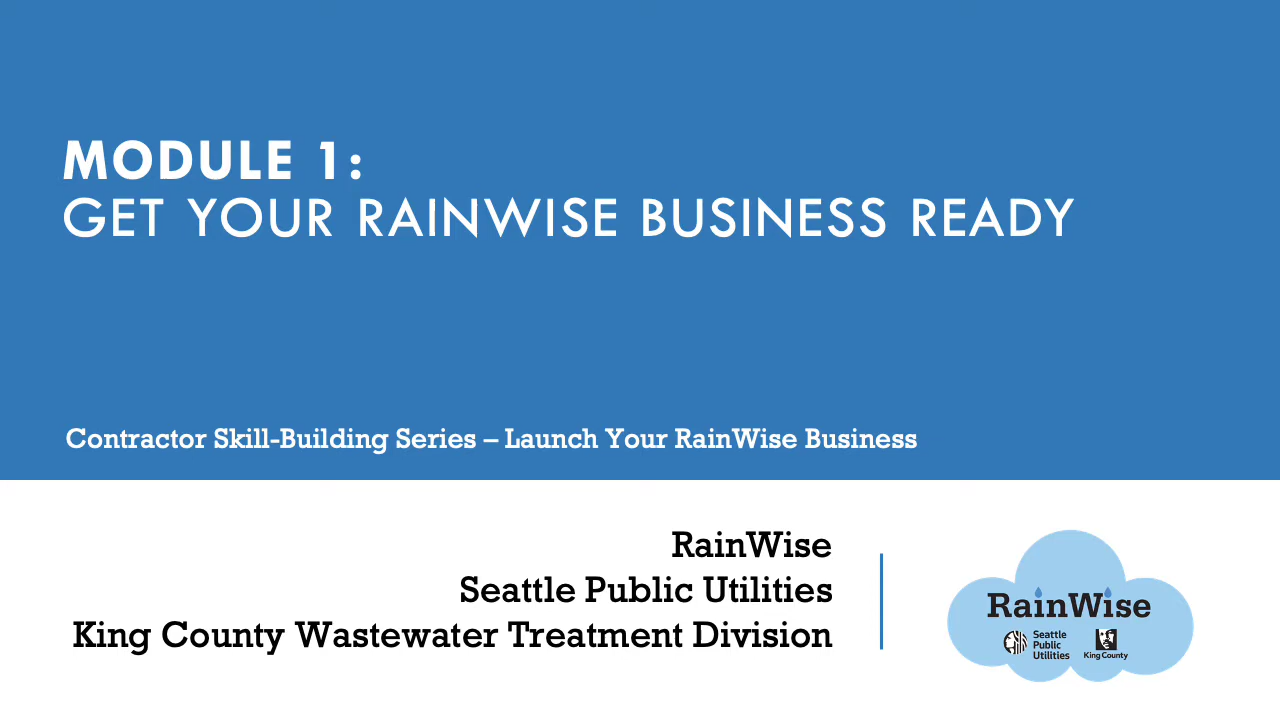 MODULE 1:
GET YOUR RAINWISE BUSINESS READY
Contractor Skill-Building Series – Launch Your RainWise Business
RainWise
Seattle Public Utilities
King County Wastewater Treatment Division
RainWise
Seattle
Public
Utilities
King County